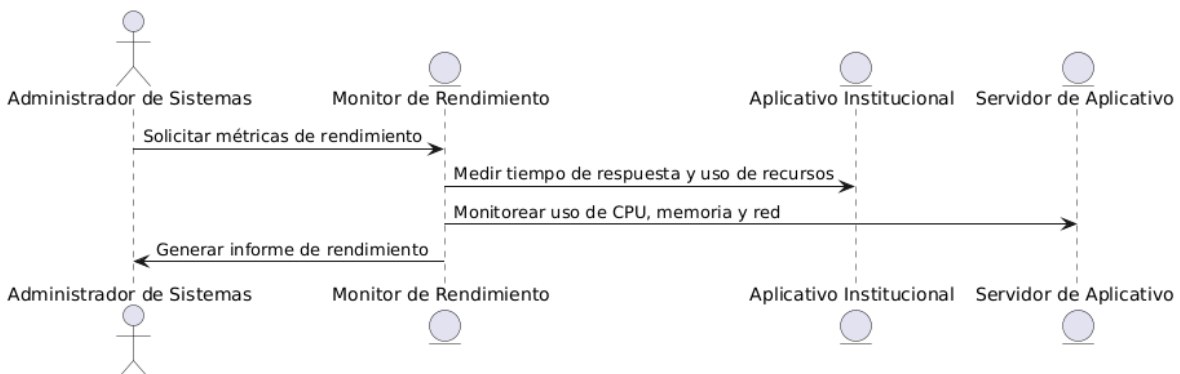 Administrador de Sistemas
Monitor de Rendimiento
Aplicativo Institucional
Servidor de Aplicativo
Solicitar métricas de rendimiento
Medir tiempo de respuesta y uso de recursos
Monitorear uso de CPU, memoria y red
Generar informe de rendimiento
Administrador de Sistemas
Monitor de Rendimiento
Aplicativo Institucional
Servidor de Aplicativo